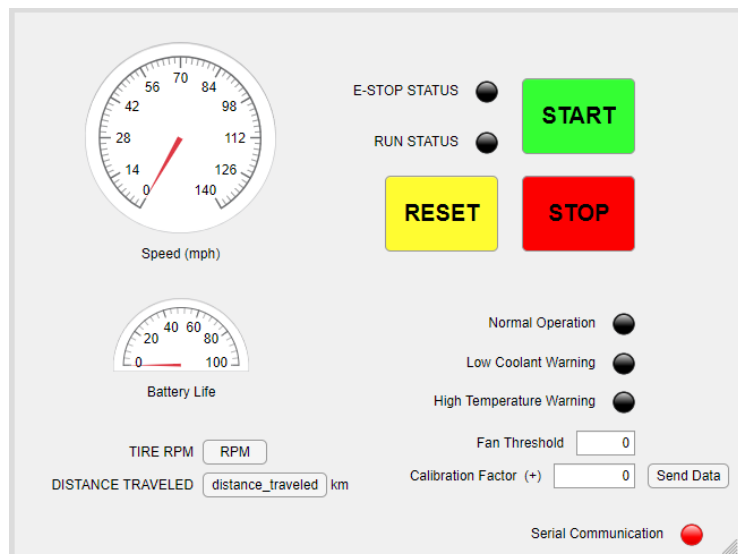 0
14
28
42
56
70
84
98
112
126
140
Speed (mph)
E-STOP STATUS
RUN STATUS
START
RESET
STOP
0
20
40
60
80
100
Battery Life
Normal Operation
Low Coolant Warning
High Temperature Warning
TIRE RPM RPM
DISTANCE TRAVELED distance_traveled km
Fan Threshold 0
Calibration Factor (+) 0 Send Data
Serial Communication